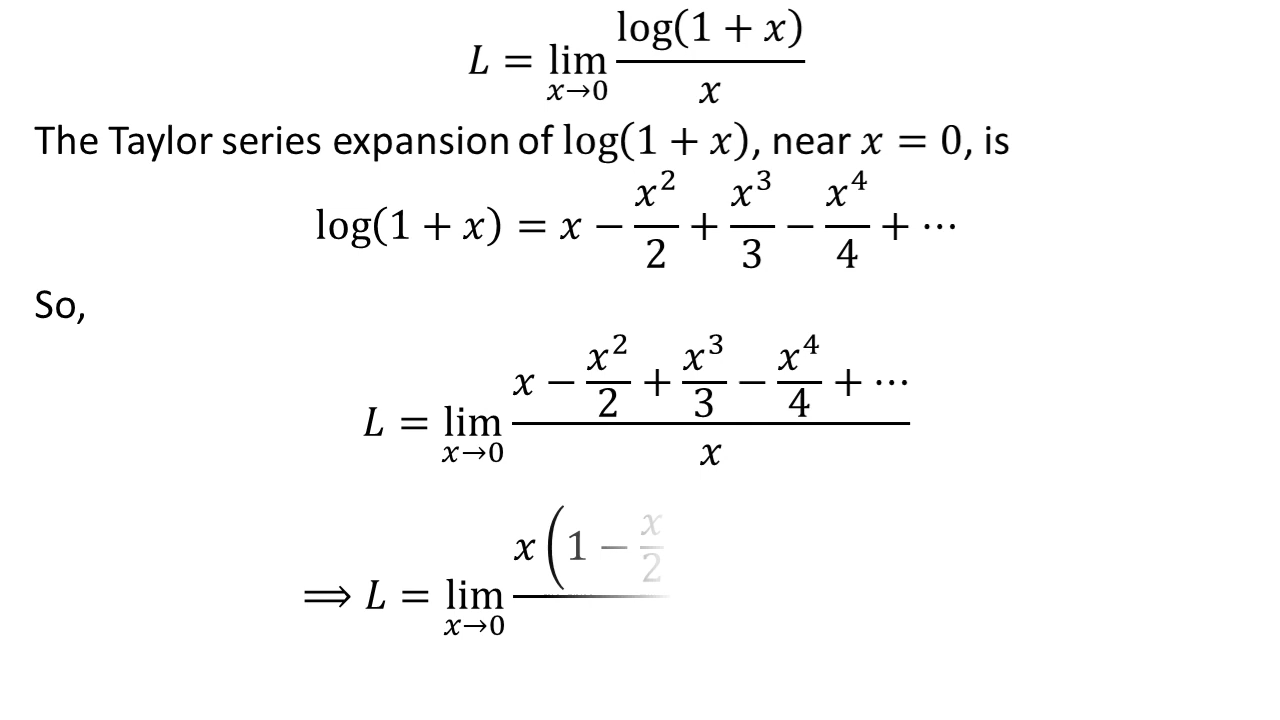 L = lim_{x→0} log(1 + x) / x
The Taylor series expansion of log(1 + x), near x = 0, is
log(1 + x) = x − x²/2 + x³/3 − x⁴/4 + ⋯
So,
L = lim_{x→0} (x − x²/2 + x³/3 − x⁴/4 + ⋯) / x
⟹ L = lim_{x→0} x(1 − x/2